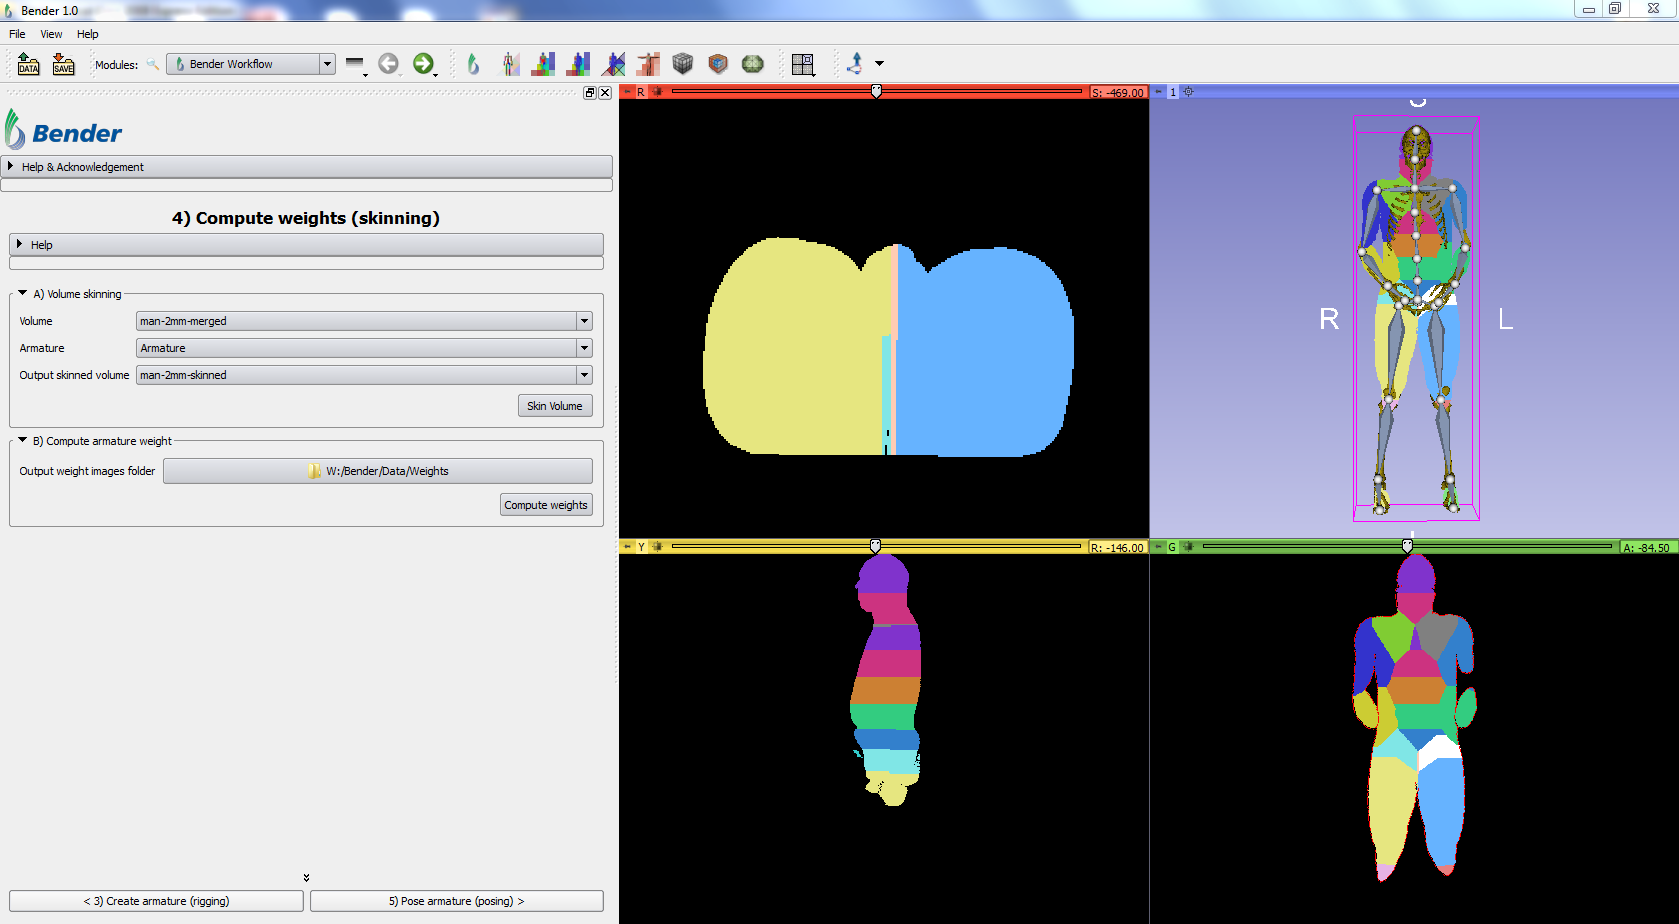 Bender 1.0
File View Help
DATA SAVE Modules: Bender Workflow
R S: -469.00
1
Bender
Help & Acknowledgement
4) Compute weights (skinning)
Help
A) Volume skinning
Volume man-2mm-merged
Armature Armature
Output skinned volume man-2mm-skinned
Skin Volume
B) Compute armature weight
Output weight images folder W:/Bender/Data/Weights
Compute weights
R L
Y R: -146.00
G A: -84.50
< 3) Create armature (rigging) 5) Pose armature (posing) >